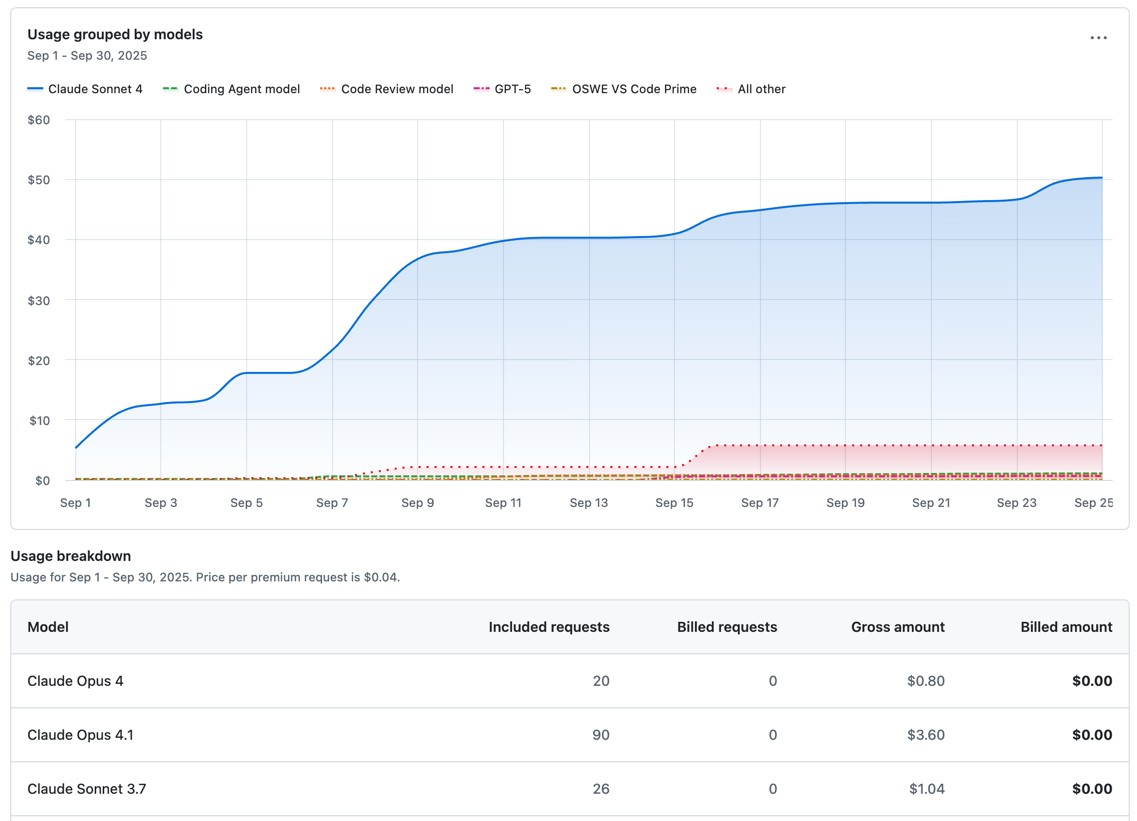 Usage grouped by models
Sep 1 - Sep 30, 2025
Claude Sonnet 4 Coding Agent model Code Review model GPT-5 OSWE VS Code Prime All other
$60
$50
$40
$30
$20
$10
$0
Sep 1 Sep 3 Sep 5 Sep 7 Sep 9 Sep 11 Sep 13 Sep 15 Sep 17 Sep 19 Sep 21 Sep 23 Sep 25
Usage breakdown
Usage for Sep 1 - Sep 30, 2025. Price per premium request is $0.04.
Model Included requests Billed requests Gross amount Billed amount
Claude Opus 4 20 0 $0.80 $0.00
Claude Opus 4.1 90 0 $3.60 $0.00
Claude Sonnet 3.7 26 0 $1.04 $0.00